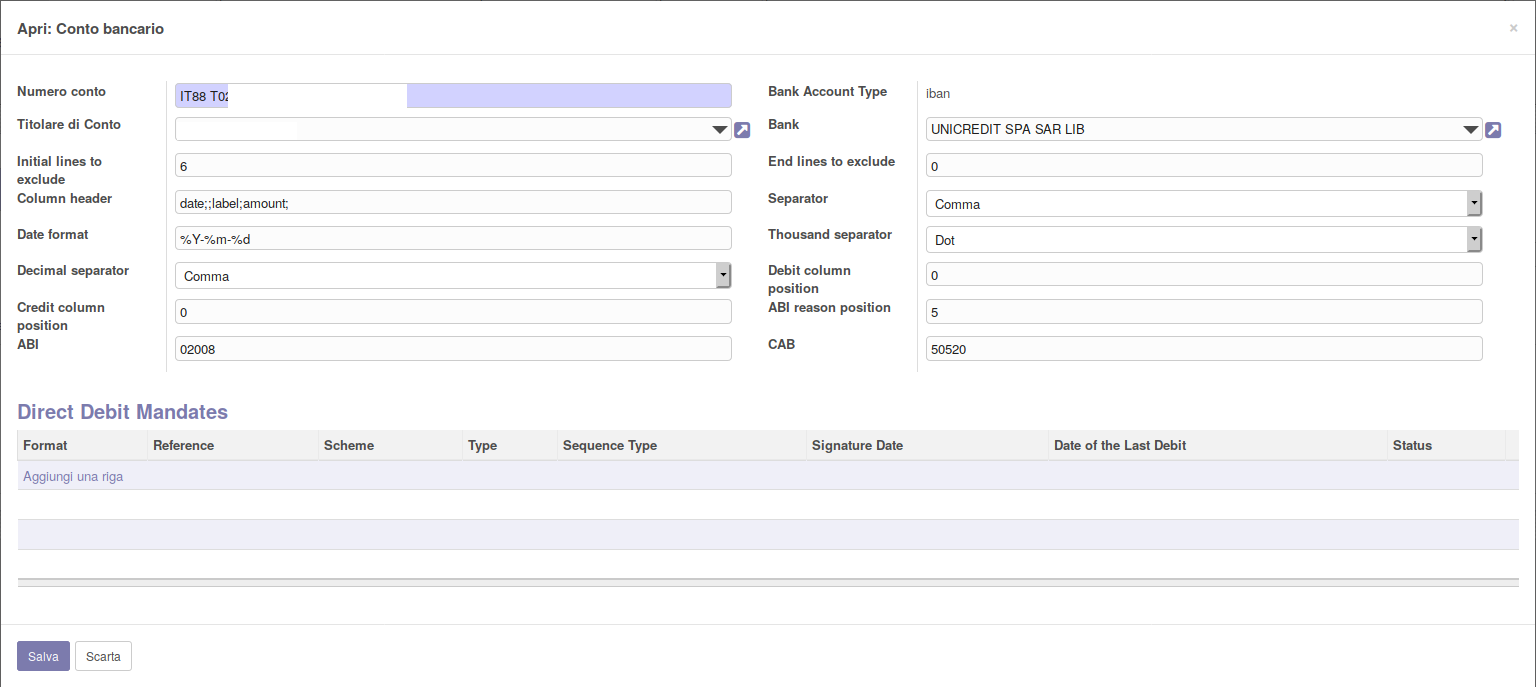 Apri: Conto bancario
×
Numero conto
IT88 T02
Bank Account Type
iban
Titolare di Conto
Bank
UNICREDIT SPA SAR LIB
Initial lines to
exclude
6
End lines to exclude
0
Column header
date;;label;amount;
Separator
Comma
Date format
%Y-%m-%d
Thousand separator
Dot
Decimal separator
Comma
Debit column
position
0
Credit column
position
0
ABI reason position
5
ABI
02008
CAB
50520
Direct Debit Mandates
Format Reference Scheme Type Sequence Type Signature Date Date of the Last Debit Status
Aggiungi una riga
Salva Scarta